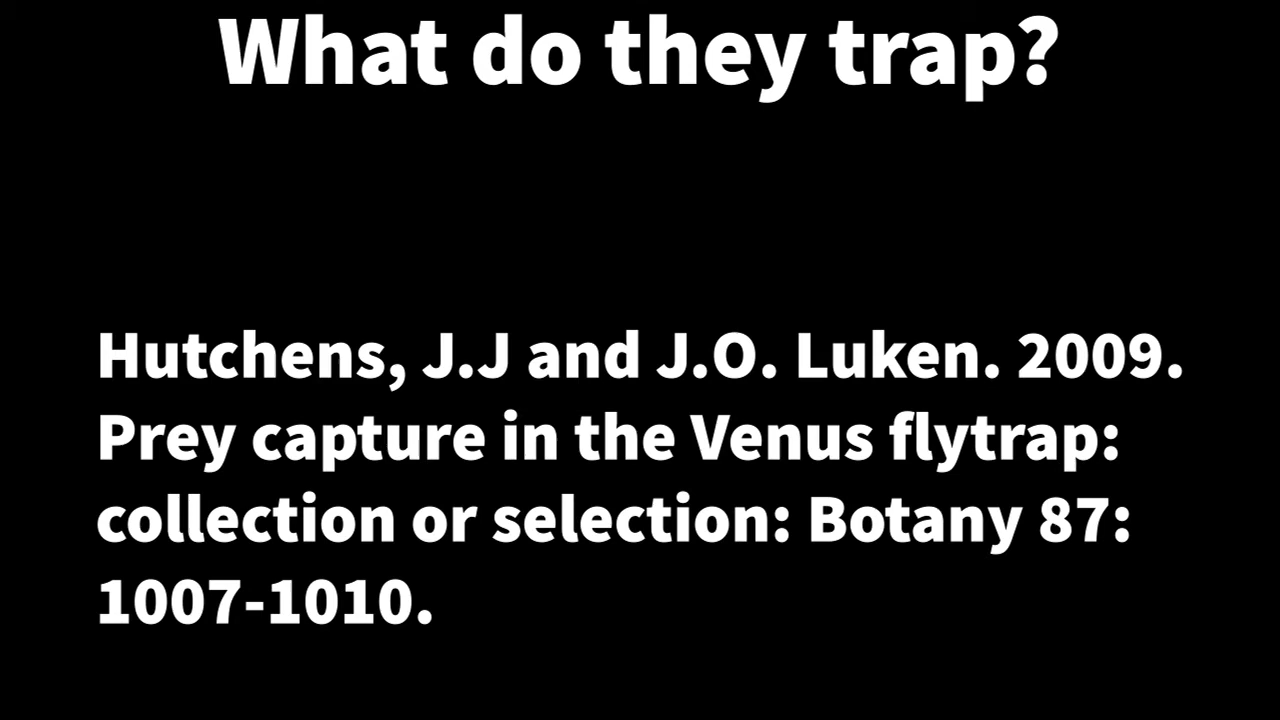 What do they trap?
Hutchens, J.J and J.O. Luken. 2009.
Prey capture in the Venus flytrap:
collection or selection: Botany 87:
1007-1010.